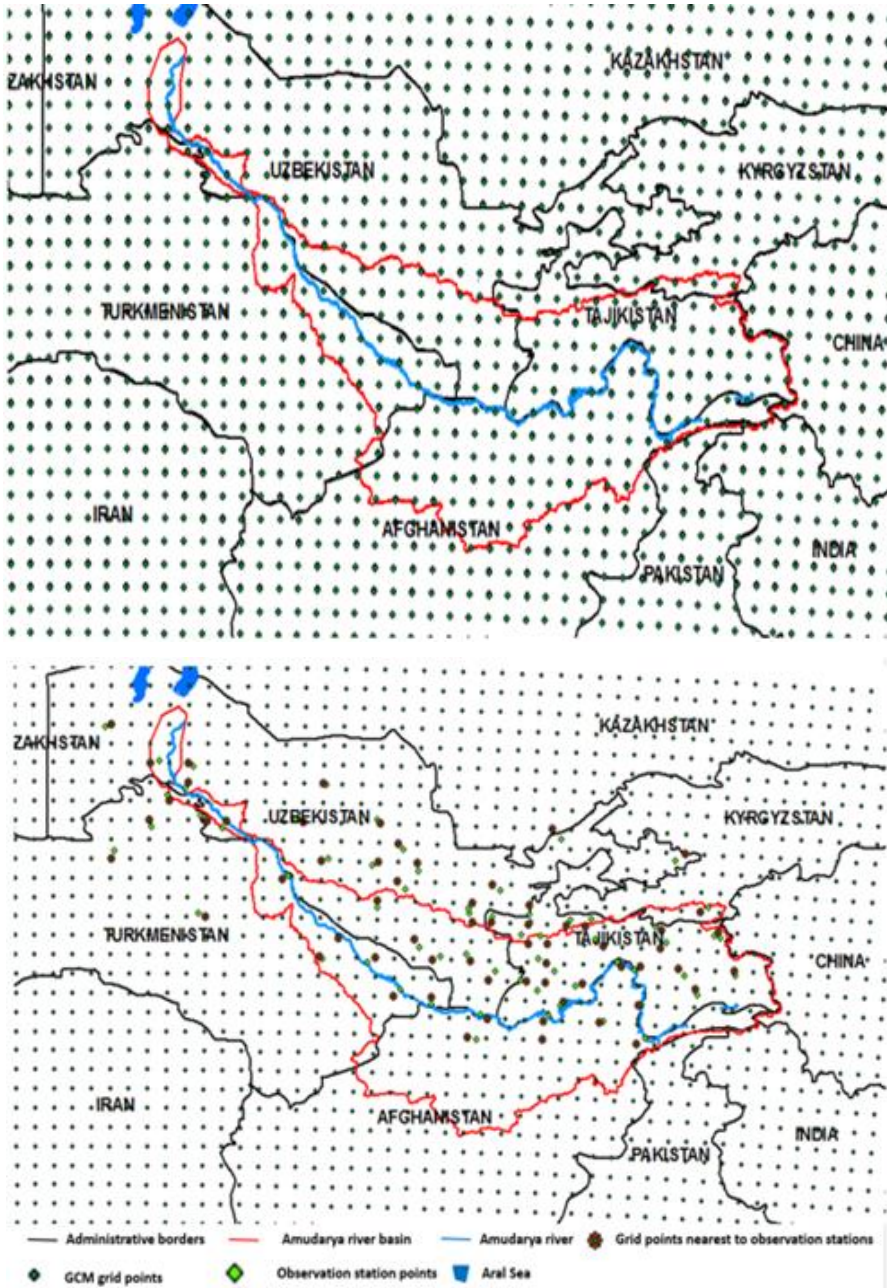 KAZAKHSTAN
ZAKHSTAN
UZBEKISTAN
KYRGYZSTAN
TURKMENISTAN
TAJIKISTAN
CHINA
IRAN
AFGHANISTAN
INDIA
PAKISTAN
KAZAKHSTAN
ZAKHSTAN
UZBEKISTAN
KYRGYZSTAN
TURKMENISTAN
TAJIKISTAN
CHINA
IRAN
AFGHANISTAN
INDIA
PAKISTAN
Administrative borders Amudarya river basin Amudarya river Grid points nearest to observation stations
GCM grid points Observation station points Aral Sea